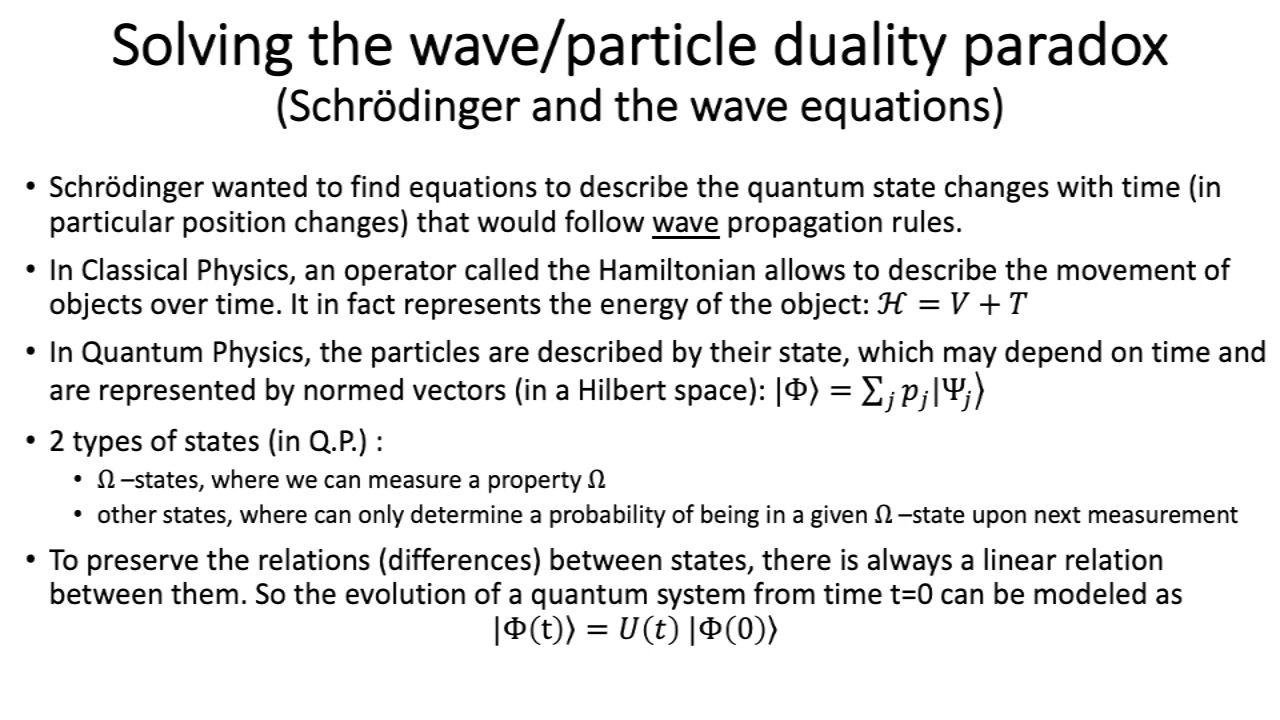 Solving the wave/particle duality paradox
(Schrödinger and the wave equations)
• Schrödinger wanted to find equations to describe the quantum state changes with time (in
particular position changes) that would follow wave propagation rules.
• In Classical Physics, an operator called the Hamiltonian allows to describe the movement of
objects over time. It in fact represents the energy of the object: ℋ = V + T
• In Quantum Physics, the particles are described by their state, which may depend on time and
are represented by normed vectors (in a Hilbert space): |Φ⟩ = ∑ⱼ pⱼ|Ψⱼ⟩
• 2 types of states (in Q.P.) :
• Ω –states, where we can measure a property Ω
• other states, where can only determine a probability of being in a given Ω –state upon next measurement
• To preserve the relations (differences) between states, there is always a linear relation
between them. So the evolution of a quantum system from time t=0 can be modeled as
|Φ(t)⟩ = U(t) |Φ(0)⟩